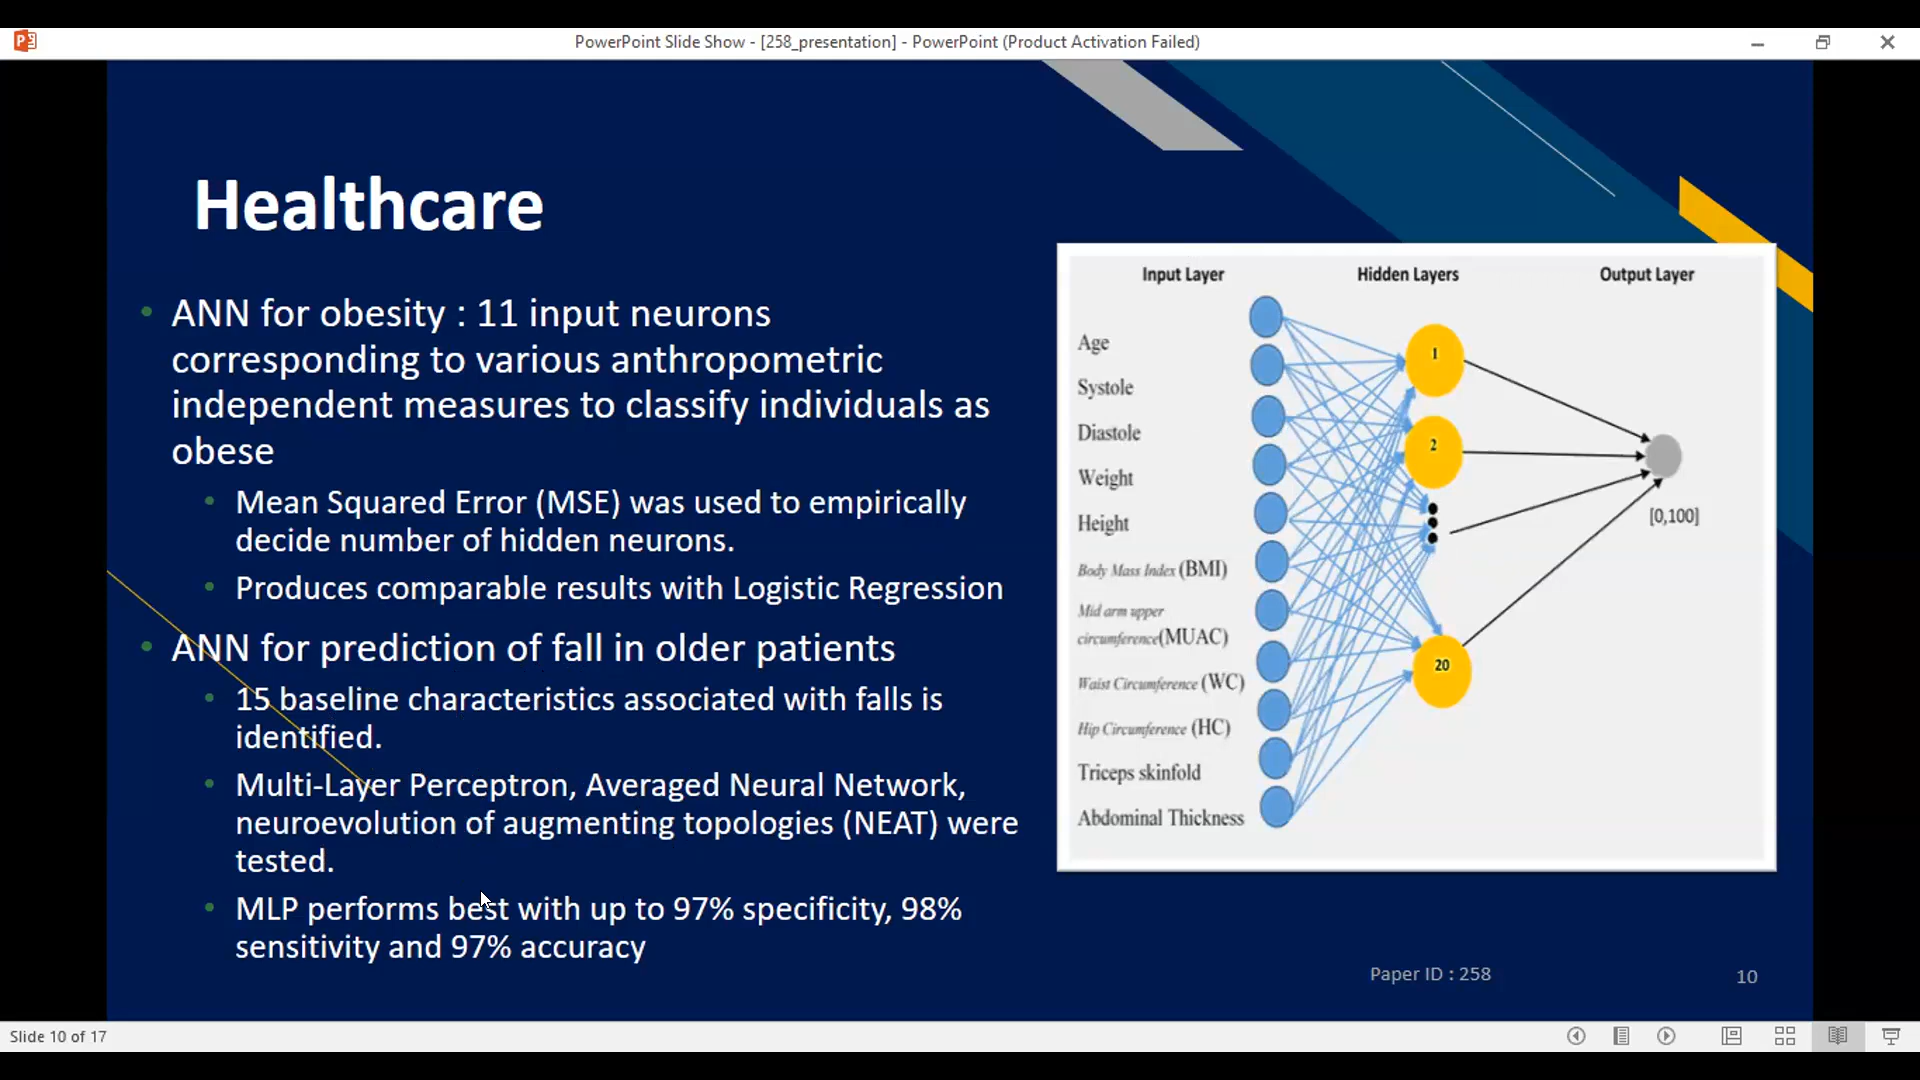 PowerPoint Slide Show - [258_presentation] - PowerPoint (Product Activation Failed)
Healthcare
• ANN for obesity : 11 input neurons
corresponding to various anthropometric
independent measures to classify individuals as
obese
• Mean Squared Error (MSE) was used to empirically
decide number of hidden neurons.
• Produces comparable results with Logistic Regression
• ANN for prediction of fall in older patients
• 15 baseline characteristics associated with falls is
identified.
• Multi-Layer Perceptron, Averaged Neural Network,
neuroevolution of augmenting topologies (NEAT) were
tested.
• MLP performs best with up to 97% specificity, 98%
sensitivity and 97% accuracy
Input Layer
Hidden Layers
Output Layer
Age
Systole
Diastole
Weight
Height
Body Mass Index (BMI)
Mid arm upper
circumference(MUAC)
Waist Circumference (WC)
Hip Circumference (HC)
Triceps skinfold
Abdominal Thickness
1
2
20
[0,100]
Paper ID : 258
10
Slide 10 of 17